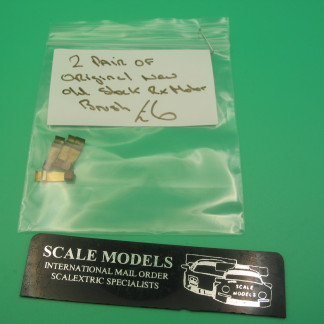 2 Pair of
original new
old stock Rx Motor
Brush £6
SCALE MODELS
INTERNATIONAL MAIL ORDER
SCALEXTRIC SPECIALISTS
SCALE
MODELS